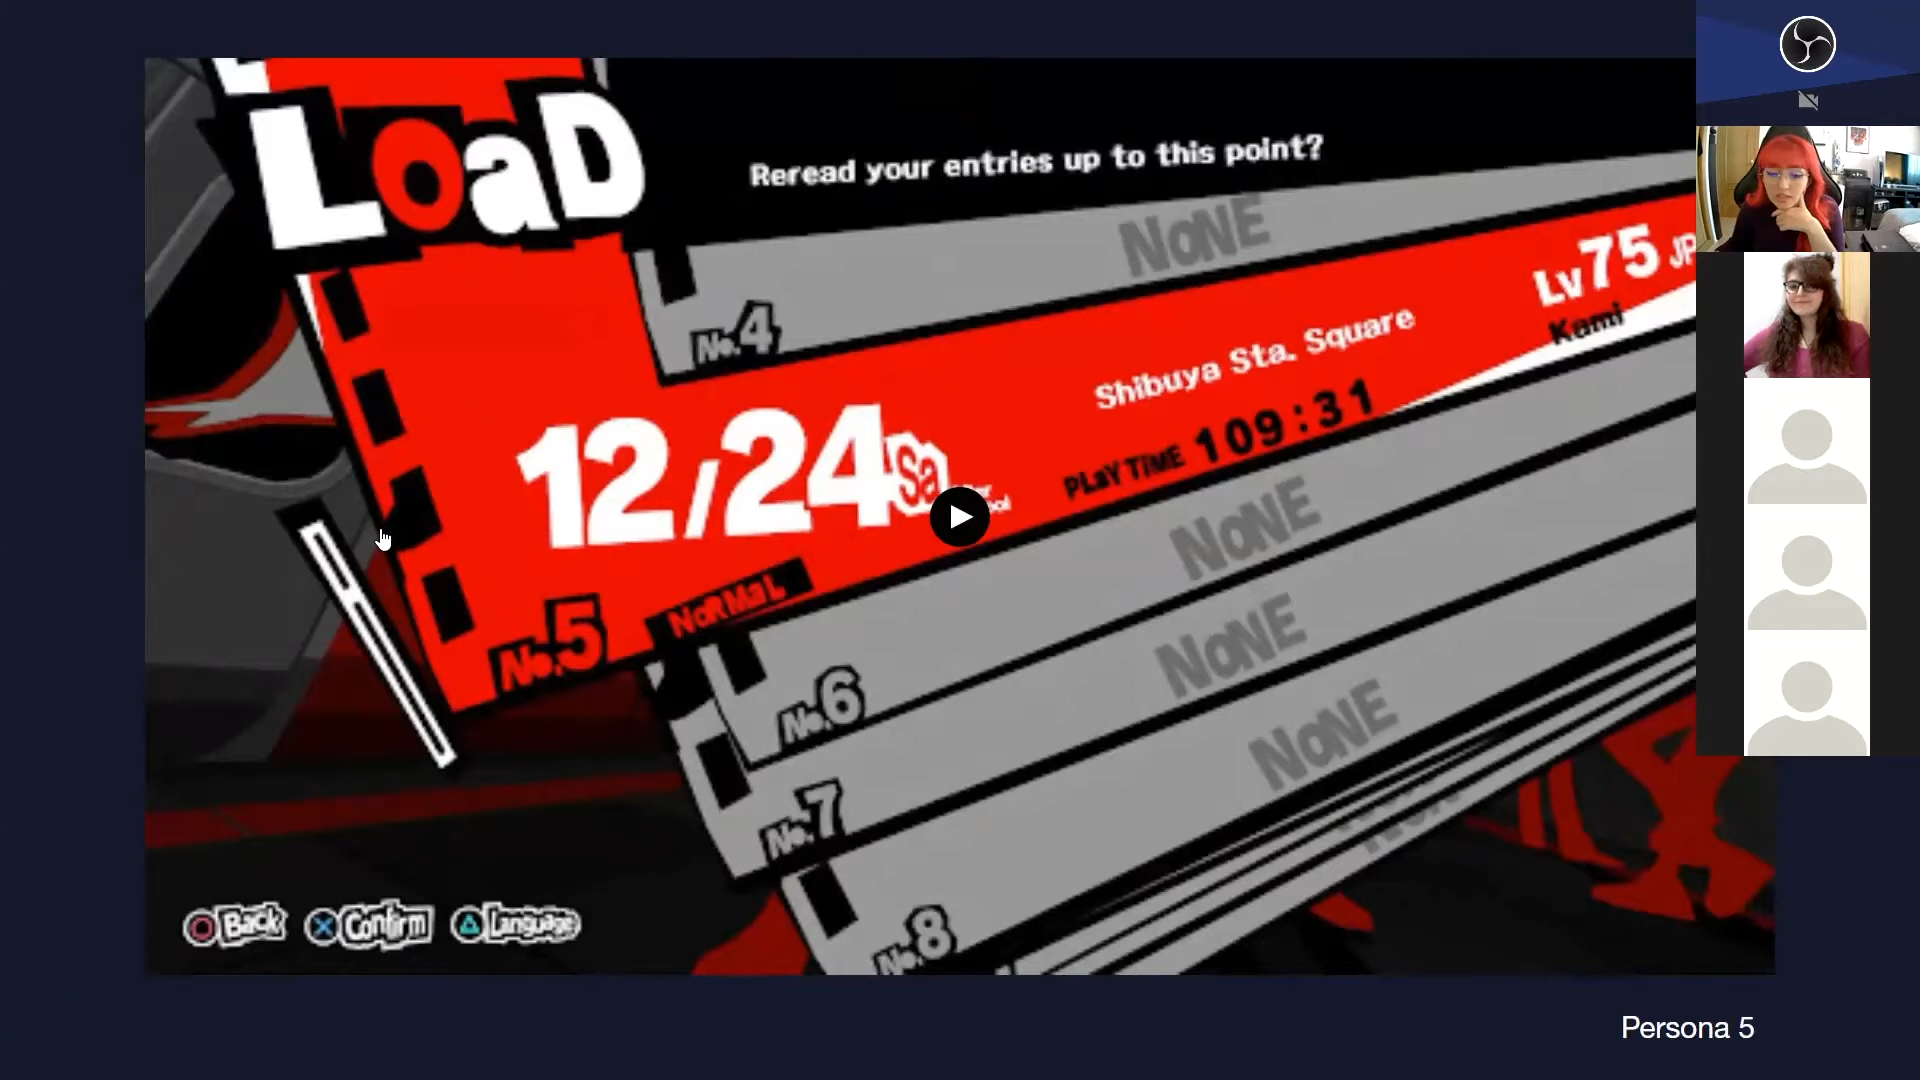 LOaD
Reread your entries up to this point?
NoNE
No.4
Lv75 JP
Kami
Shibuya Sta. Square
12/24 Sa
PLaY TiME 109:31
NoRMaL
No.5
NoNE
No.6
NoNE
No.7
NoNE
No.8
Back Confirm Language
Persona 5